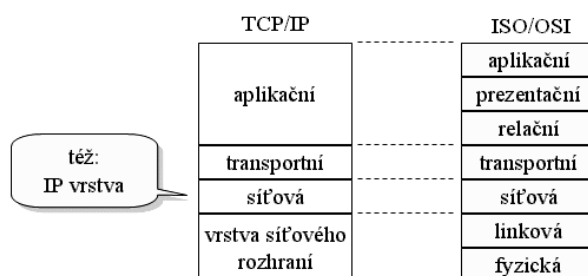 TCP/IP
ISO/OSI
aplikační
aplikační
prezentační
relační
též:
IP vrstva
transportní
transportní
síťová
síťová
vrstva síťového
rozhraní
linková
fyzická